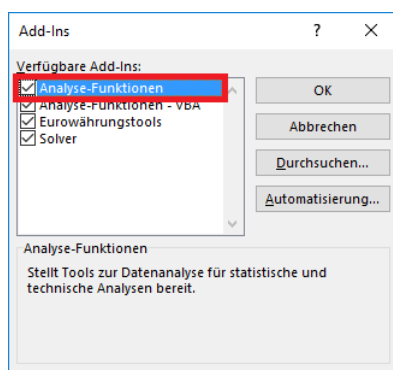 Add-Ins ? ×
Verfügbare Add-Ins:
Analyse-Funktionen
Analyse-Funktionen - VBA
Eurowährungstools
Solver
OK
Abbrechen
Durchsuchen...
Automatisierung...
Analyse-Funktionen
Stellt Tools zur Datenanalyse für statistische und
technische Analysen bereit.